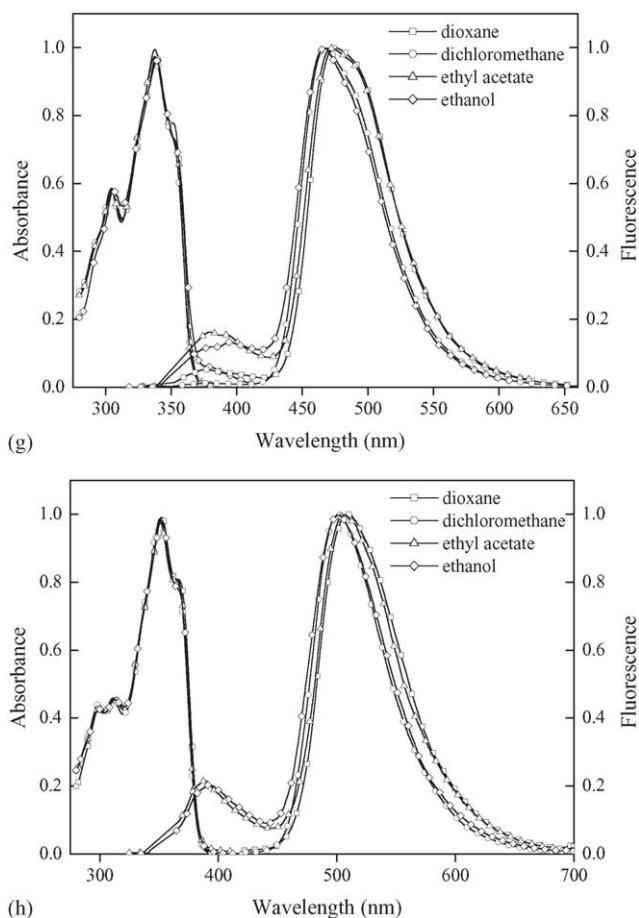 dioxane
dichloromethane
ethyl acetate
ethanol
1.0
0.8
0.6
0.4
0.2
0.0
Absorbance
1.0
0.8
0.6
0.4
0.2
0.0
Fluorescence
300 350 400 450 500 550 600 650
Wavelength (nm)
(g)
dioxane
dichloromethane
ethyl acetate
ethanol
1.0
0.8
0.6
0.4
0.2
0.0
Absorbance
1.0
0.8
0.6
0.4
0.2
0.0
Fluorescence
300 400 500 600 700
Wavelength (nm)
(h)